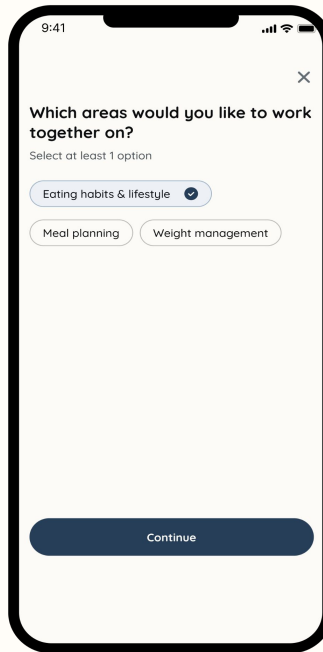 9:41
Which areas would you like to work
together on?
Select at least 1 option
Eating habits & lifestyle
Meal planning Weight management
Continue